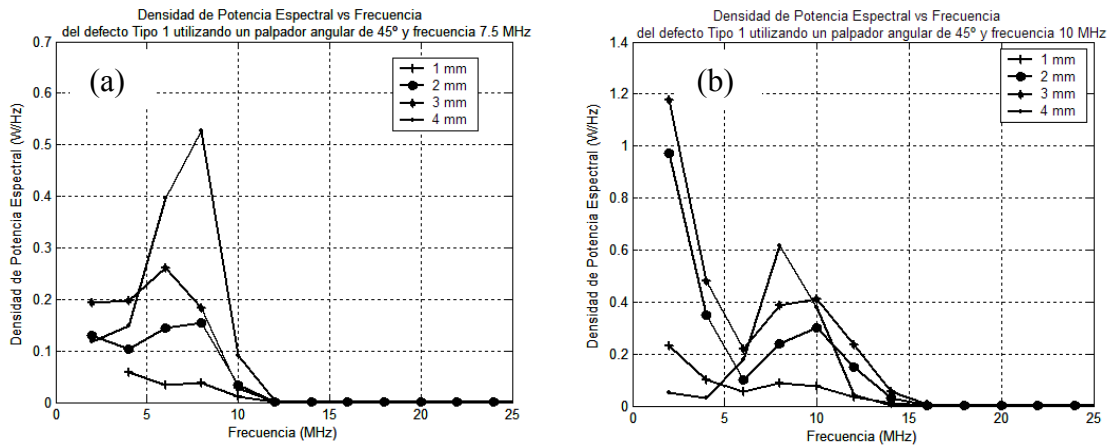 Densidad de Potencia Espectral vs Frecuencia
del defecto Tipo 1 utilizando un palpador angular de 45º y frecuencia 7.5 MHz
(a)
1 mm
2 mm
3 mm
4 mm
Densidad de Potencia Espectral (W/Hz)
0.7
0.6
0.5
0.4
0.3
0.2
0.1
0
0 5 10 15 20 25
Frecuencia (MHz)
Densidad de Potencia Espectral vs Frecuencia
del defecto Tipo 1 utilizando un palpador angular de 45º y frecuencia 10 MHz
(b)
1 mm
2 mm
3 mm
4 mm
Densidad de Potencia Espectral (W/Hz)
1.4
1.2
1
0.8
0.6
0.4
0.2
0
0 5 10 15 20 25
Frecuencia (MHz)